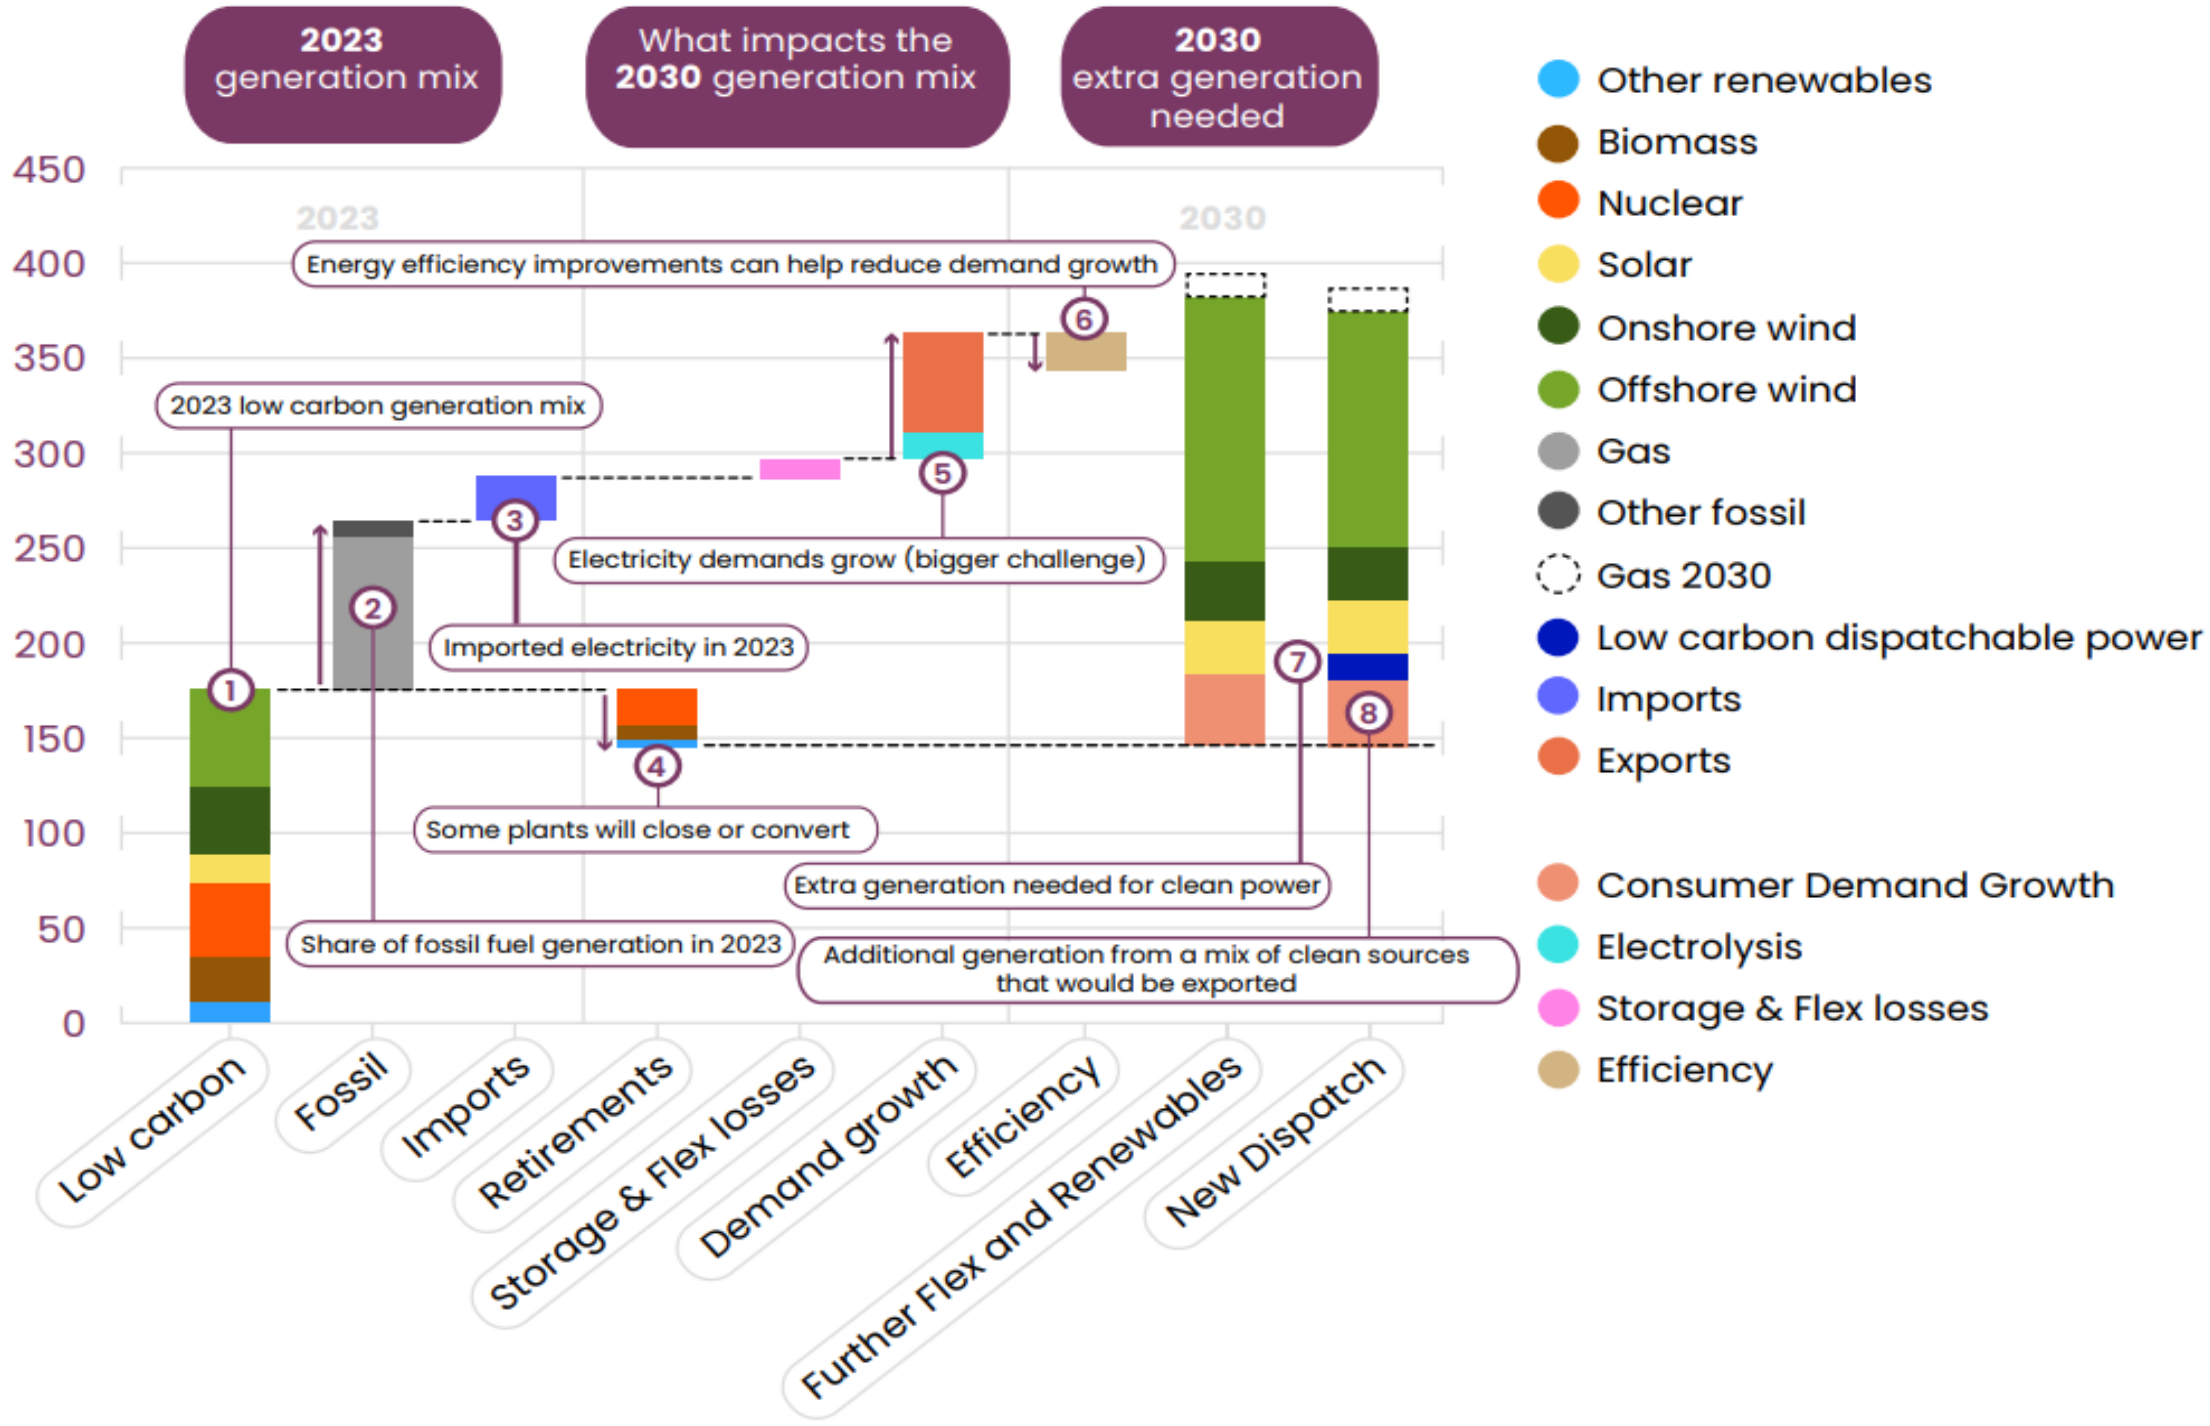 2023
generation mix
What impacts the
2030 generation mix
2030
extra generation
needed
450
400
350
300
250
200
150
100
50
0
2023
2030
Energy efficiency improvements can help reduce demand growth
6
2023 low carbon generation mix
5
3
Electricity demands grow (bigger challenge)
2
Imported electricity in 2023
7
1
8
4
Some plants will close or convert
Extra generation needed for clean power
Share of fossil fuel generation in 2023
Additional generation from a mix of clean sources
that would be exported
Low carbon
Fossil
Imports
Retirements
Storage & Flex losses
Demand growth
Efficiency
Further Flex and Renewables
New Dispatch
Other renewables
Biomass
Nuclear
Solar
Onshore wind
Offshore wind
Gas
Other fossil
Gas 2030
Low carbon dispatchable power
Imports
Exports
Consumer Demand Growth
Electrolysis
Storage & Flex losses
Efficiency